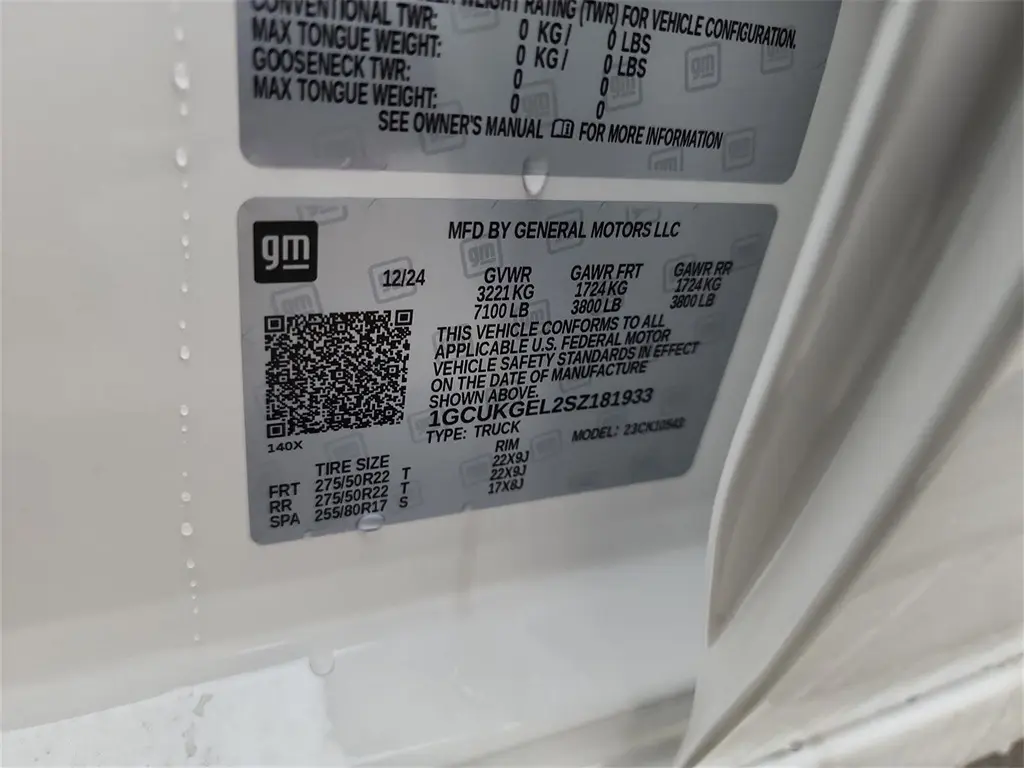 WEIGHT RATING (TWR) FOR VEHICLE CONFIGURATION.
CONVENTIONAL TWR: 0 KG / 0 LBS
MAX TONGUE WEIGHT: 0 KG / 0 LBS
GOOSENECK TWR: 0 0
MAX TONGUE WEIGHT: 0 0
SEE OWNER'S MANUAL FOR MORE INFORMATION
gm
MFD BY GENERAL MOTORS LLC
12/24 GVWR GAWR FRT GAWR RR
3221 KG 1724 KG 1724 KG
7100 LB 3800 LB 3800 LB
THIS VEHICLE CONFORMS TO ALL
APPLICABLE U.S. FEDERAL MOTOR
VEHICLE SAFETY STANDARDS IN EFFECT
ON THE DATE OF MANUFACTURE
SHOWN ABOVE.
1GCUKGEL2SZ181933
TYPE: TRUCK MODEL: 23CK10543
140X
TIRE SIZE RIM
FRT 275/50R22 T 22X9J
RR 275/50R22 T 22X9J
SPA 255/80R17 S 17X8J